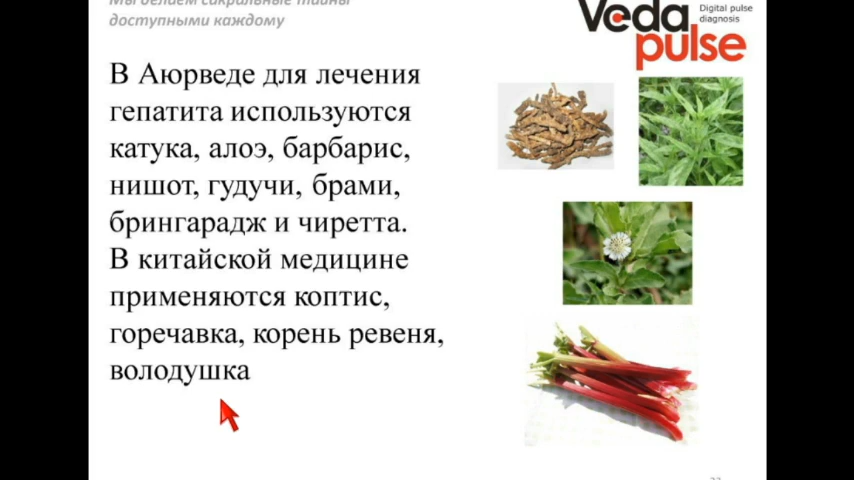 Мы делаем сакральные тайны
доступными каждому
Veda
pulse
Digital pulse
diagnosis
В Аюрведе для лечения
гепатита используются
катука, алоэ, барбарис,
нишот, гудучи, брами,
брингарадж и чиретта.
В китайской медицине
применяются коптис,
горечавка, корень ревеня,
володушка